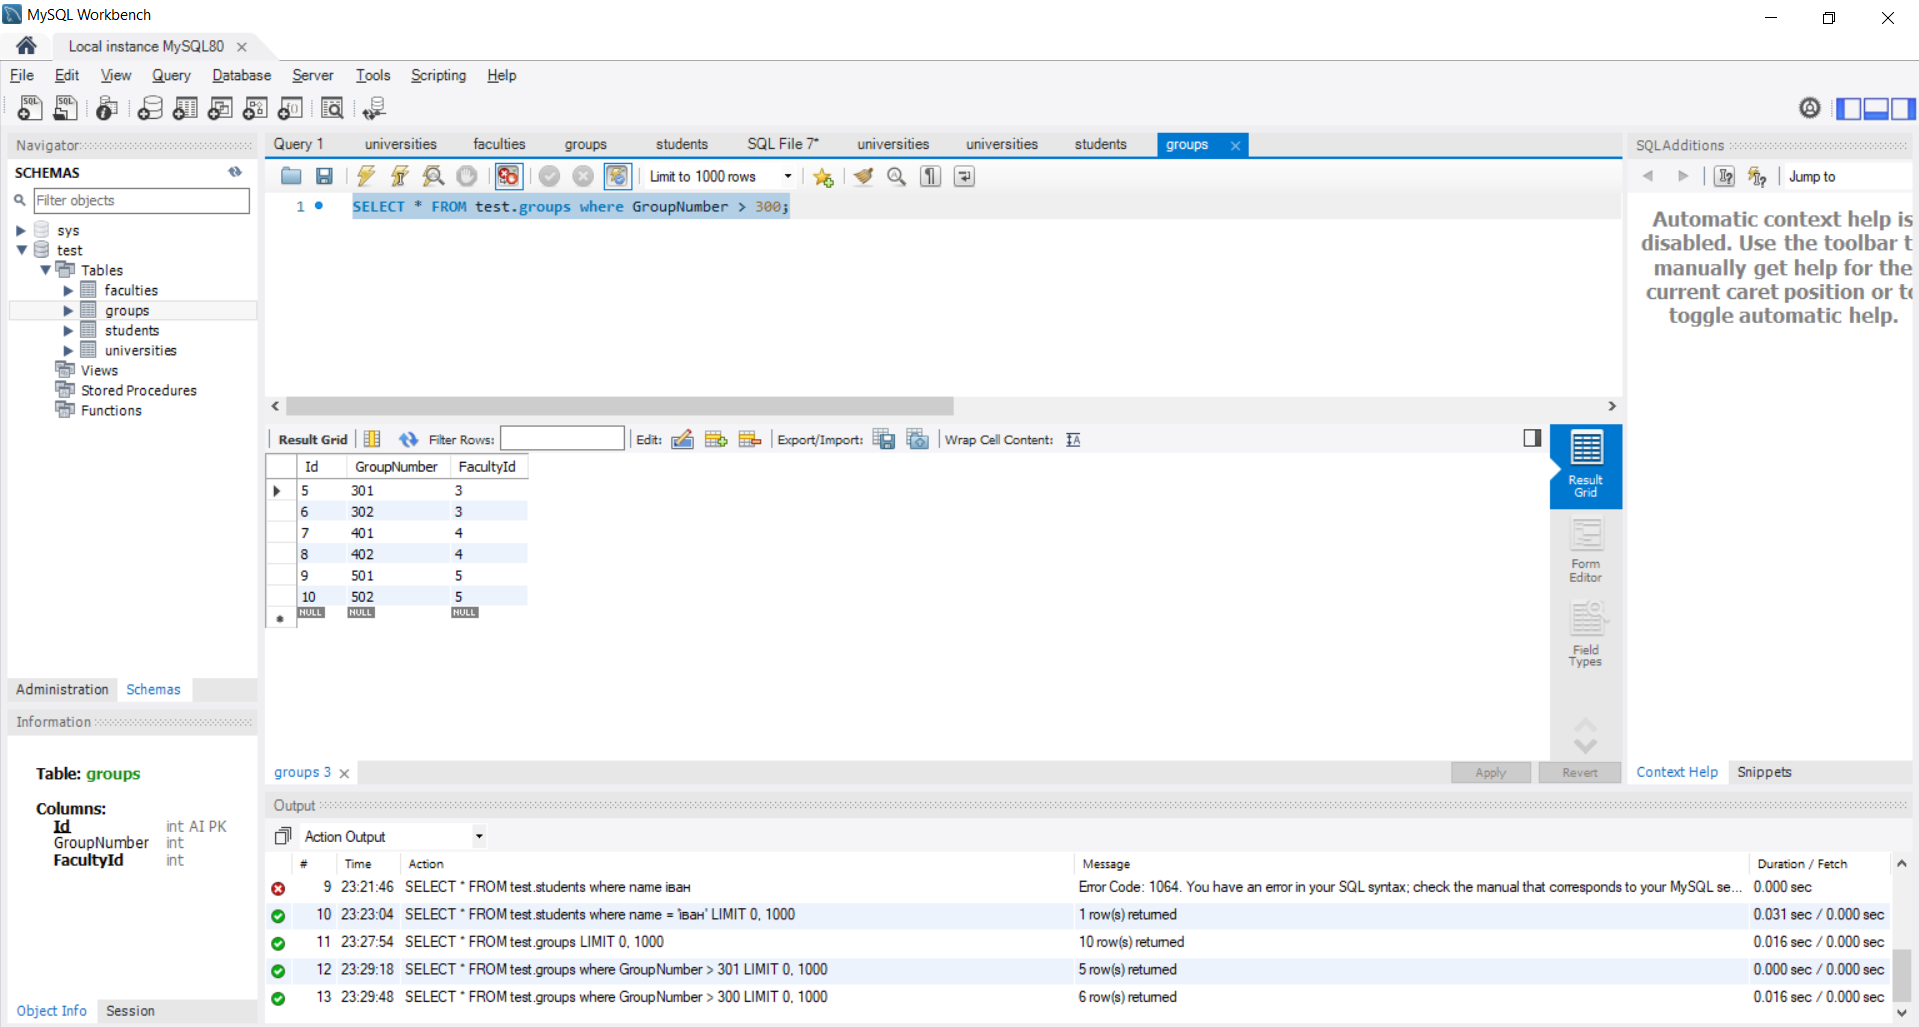 MySQL Workbench
Local instance MySQL80
File Edit View Query Database Server Tools Scripting Help
Navigator
SCHEMAS
Filter objects
sys
test
Tables
faculties
groups
students
universities
Views
Stored Procedures
Functions
Administration Schemas
Information
Table: groups
Columns:
Id int AI PK
GroupNumber int
FacultyId int
Object Info Session
Query 1 universities faculties groups students SQL File 7* universities universities students groups
Limit to 1000 rows
1 SELECT * FROM test.groups where GroupNumber > 300;
Result Grid Filter Rows: Edit: Export/Import: Wrap Cell Content:
Id GroupNumber FacultyId
5 301 3
6 302 3
7 401 4
8 402 4
9 501 5
10 502 5
NULL NULL NULL
Result
Grid
Form
Editor
Field
Types
groups 3
Apply Revert
SQLAdditions
Jump to
Automatic context help is
disabled. Use the toolbar t
manually get help for the
current caret position or to
toggle automatic help.
Context Help Snippets
Output
Action Output
# Time Action Message Duration / Fetch
9 23:21:46 SELECT * FROM test.students where name іван Error Code: 1064. You have an error in your SQL syntax; check the manual that corresponds to your MySQL se... 0.000 sec
10 23:23:04 SELECT * FROM test.students where name = 'іван' LIMIT 0, 1000 1 row(s) returned 0.031 sec / 0.000 sec
11 23:27:54 SELECT * FROM test.groups LIMIT 0, 1000 10 row(s) returned 0.016 sec / 0.000 sec
12 23:29:18 SELECT * FROM test.groups where GroupNumber > 301 LIMIT 0, 1000 5 row(s) returned 0.000 sec / 0.000 sec
13 23:29:48 SELECT * FROM test.groups where GroupNumber > 300 LIMIT 0, 1000 6 row(s) returned 0.016 sec / 0.000 sec